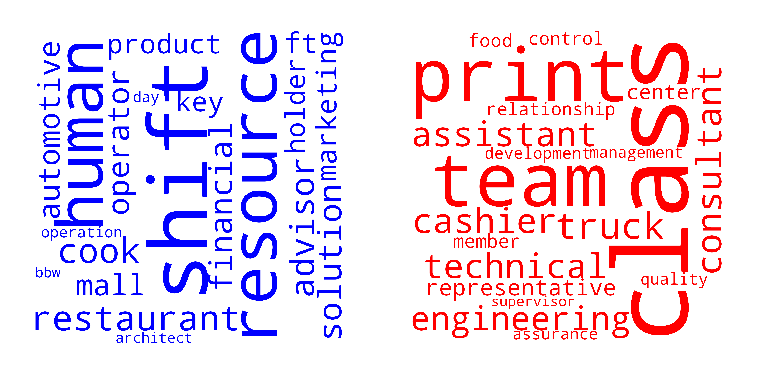 product
ft
automotive
human
day
key
operator
shift
resource
holder
marketing
financial
advisor
solution
operation
cook
bbw
mall
restaurant
architect
food
control
print
center
relationship
class
consultant
assistant
development
management
team
cashier
truck
member
technical
quality
representative
supervisor
engineering
assurance